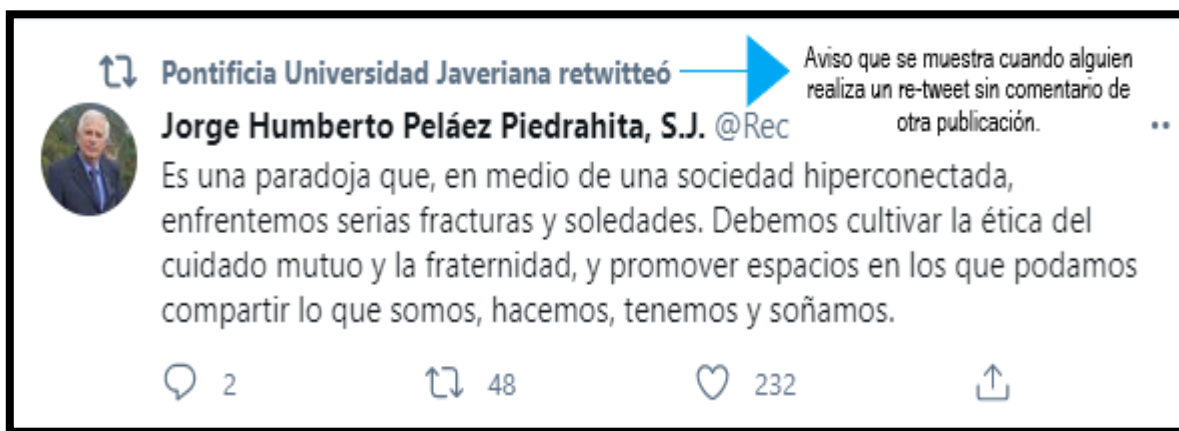 Pontificia Universidad Javeriana retwitteó
Aviso que se muestra cuando alguien
realiza un re-tweet sin comentario de
otra publicación.
Jorge Humberto Peláez Piedrahita, S.J. @Rec
Es una paradoja que, en medio de una sociedad hiperconectada,
enfrentemos serias fracturas y soledades. Debemos cultivar la ética del
cuidado mutuo y la fraternidad, y promover espacios en los que podamos
compartir lo que somos, hacemos, tenemos y soñamos.
2 48 232